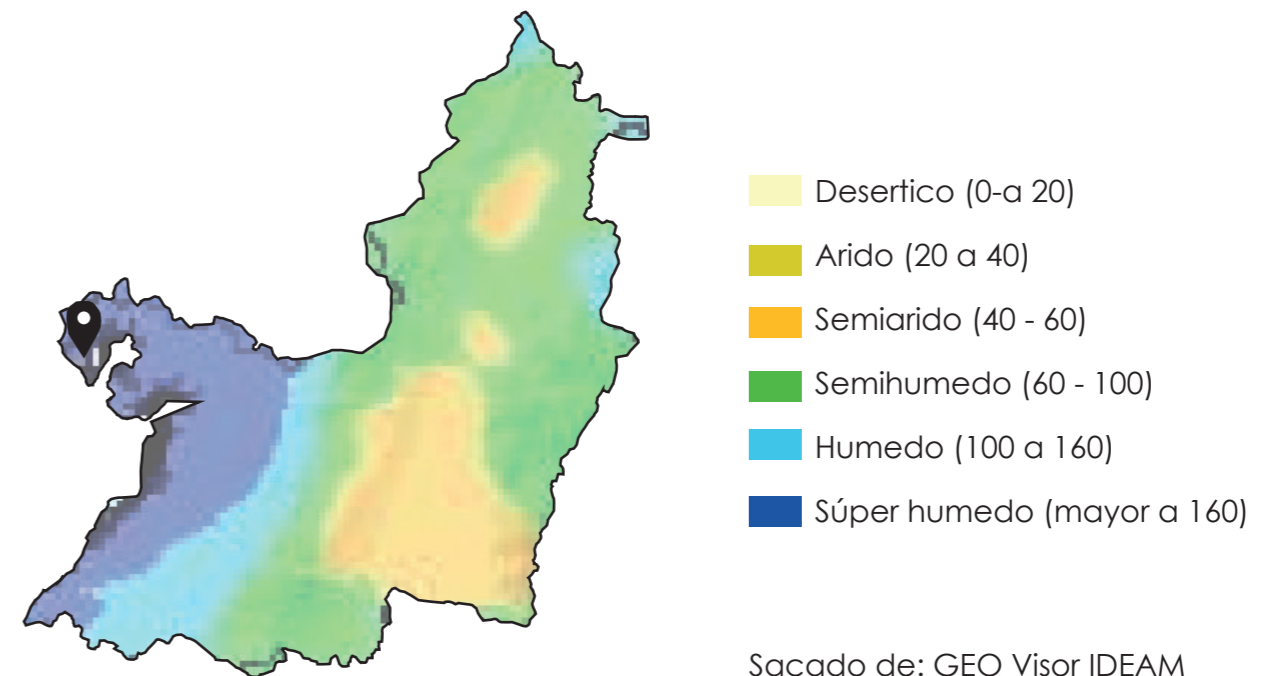 Desertico (0-a 20)
Arido (20 a 40)
Semiarido (40 - 60)
Semihumedo (60 - 100)
Humedo (100 a 160)
Súper humedo (mayor a 160)
Sacado de: GEO Visor IDEAM